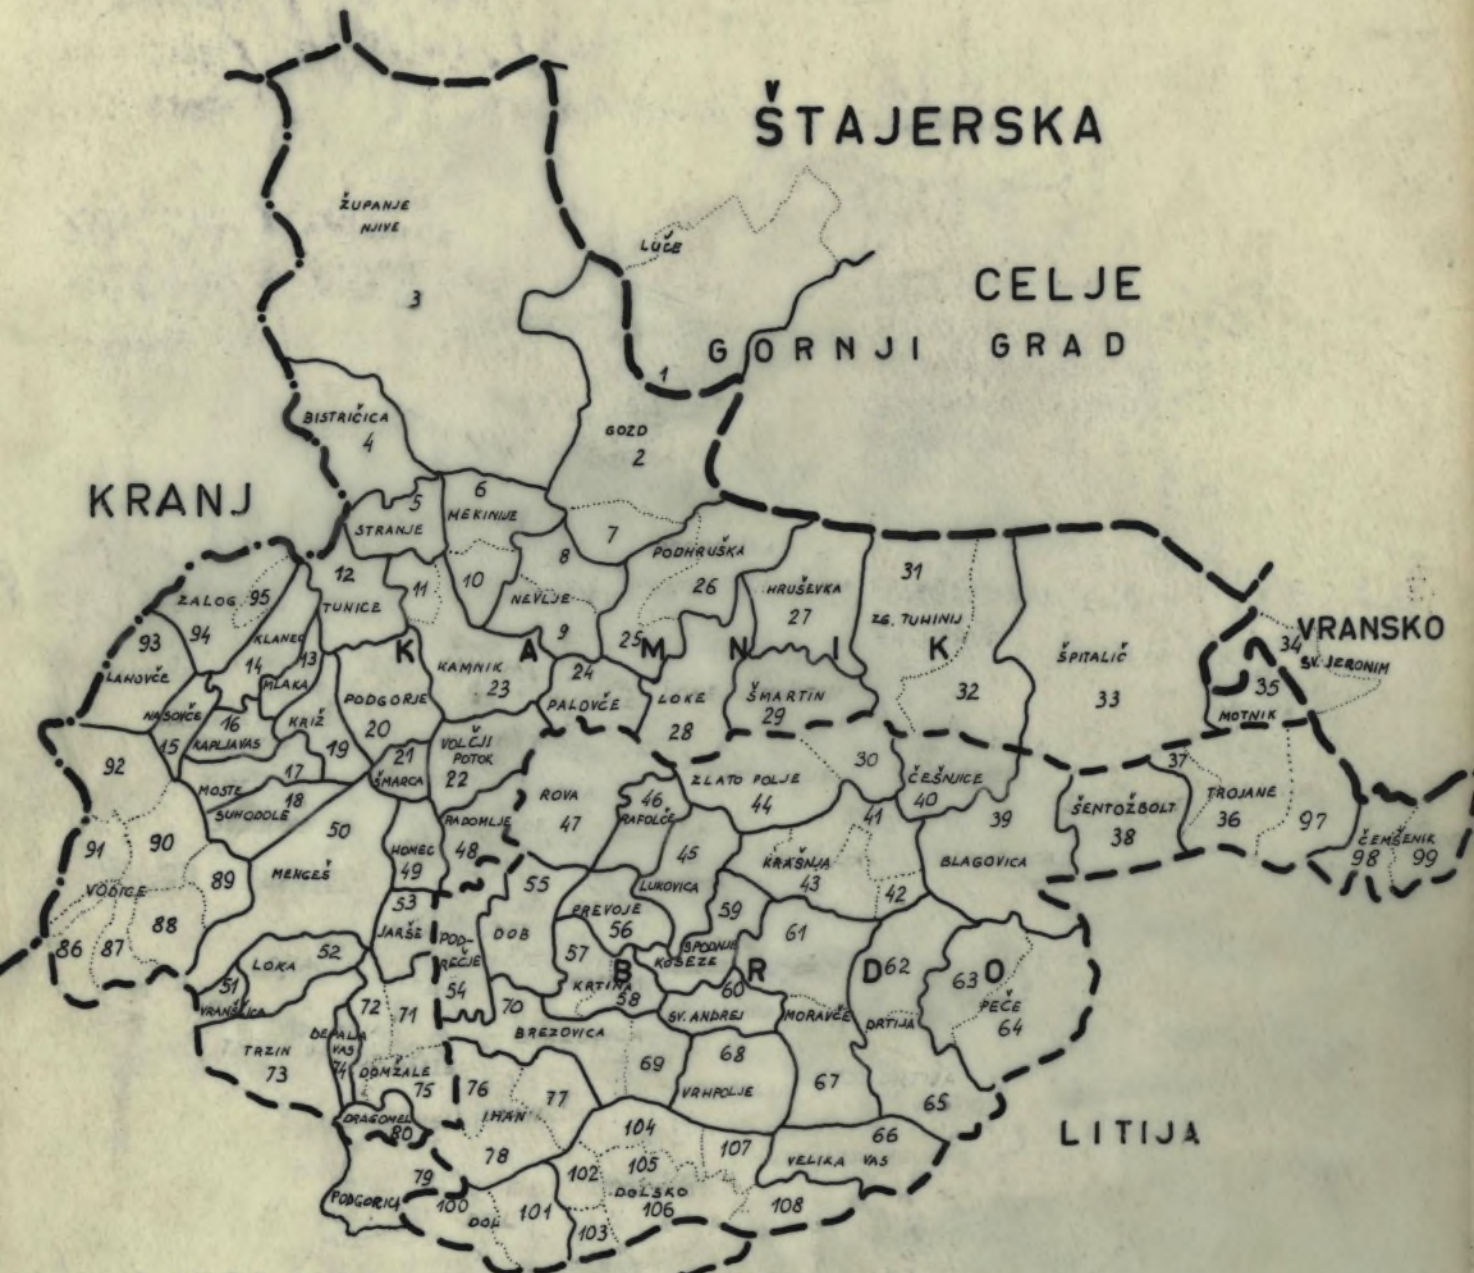 ŠTAJERSKA
ŽUPANJE
NJIVE
3
LUČE
CELJE
GORNJI GRAD
1
BISTRIČICA
4
GOZD
2
KRANJ
5
STRANJE
6
MEKINJE
7
8
NEVLJE
9
10
11
12
TUNICE
PODHRUŠKA
26
25
HRUŠEVKA
27
31
ZG. TUHINJ
32
ŠPITALIČ
33
34
VRANSKO
SV. JERONIM
35
MOTNIK
ZALOG
95
94
93
LAHOVČE
KLANEC
14
13
MLAKA
KAMNIK
KAMNIK
23
24
PALOVČE
LOKE
28
ŠMARTIN
29
PODGORJE
20
NASOVČE
15
16
KAPLJAVAS
KRIŽ
19
17
92
MOSTE
18
SUHODOLE
21
ŠMARCA
VOLČJI
POTOK
22
ROVA
47
ZLATO POLJE
44
30
ČEŠNJICE
40
41
39
37
ŠENTOŽBOLT
38
TROJANE
36
97
ČEMŠENIK
98
99
91
90
VODICE
89
88
87
86
50
MENGEŠ
HOMEC
49
RADOMLJE
48
46
RAFOLČE
45
KRAŠNJA
43
42
BLAGOVICA
LUKOVICA
55
DOB
53
JARŠE
POD-
REČJE
54
PREVOJE
56
57
KRTINA
58
59
SPODNJE
KOSEZE
60
61
BRDO
62
63
PEČE
64
51
LOKA
52
VRANŠČICA
72
71
70
BREZOVICA
SV. ANDREJ
MORAVČE
DRTIJA
TRZIN
73
DEPALA
VAS
74
DOMŽALE
75
76
IHAN
77
78
69
68
VRHPOLJE
67
65
66
VELIKA VAS
LITIJA
DRAGOMEL
80
79
PODGORICA
100
DOL
101
102
103
104
105
DOLSKO
106
107
108